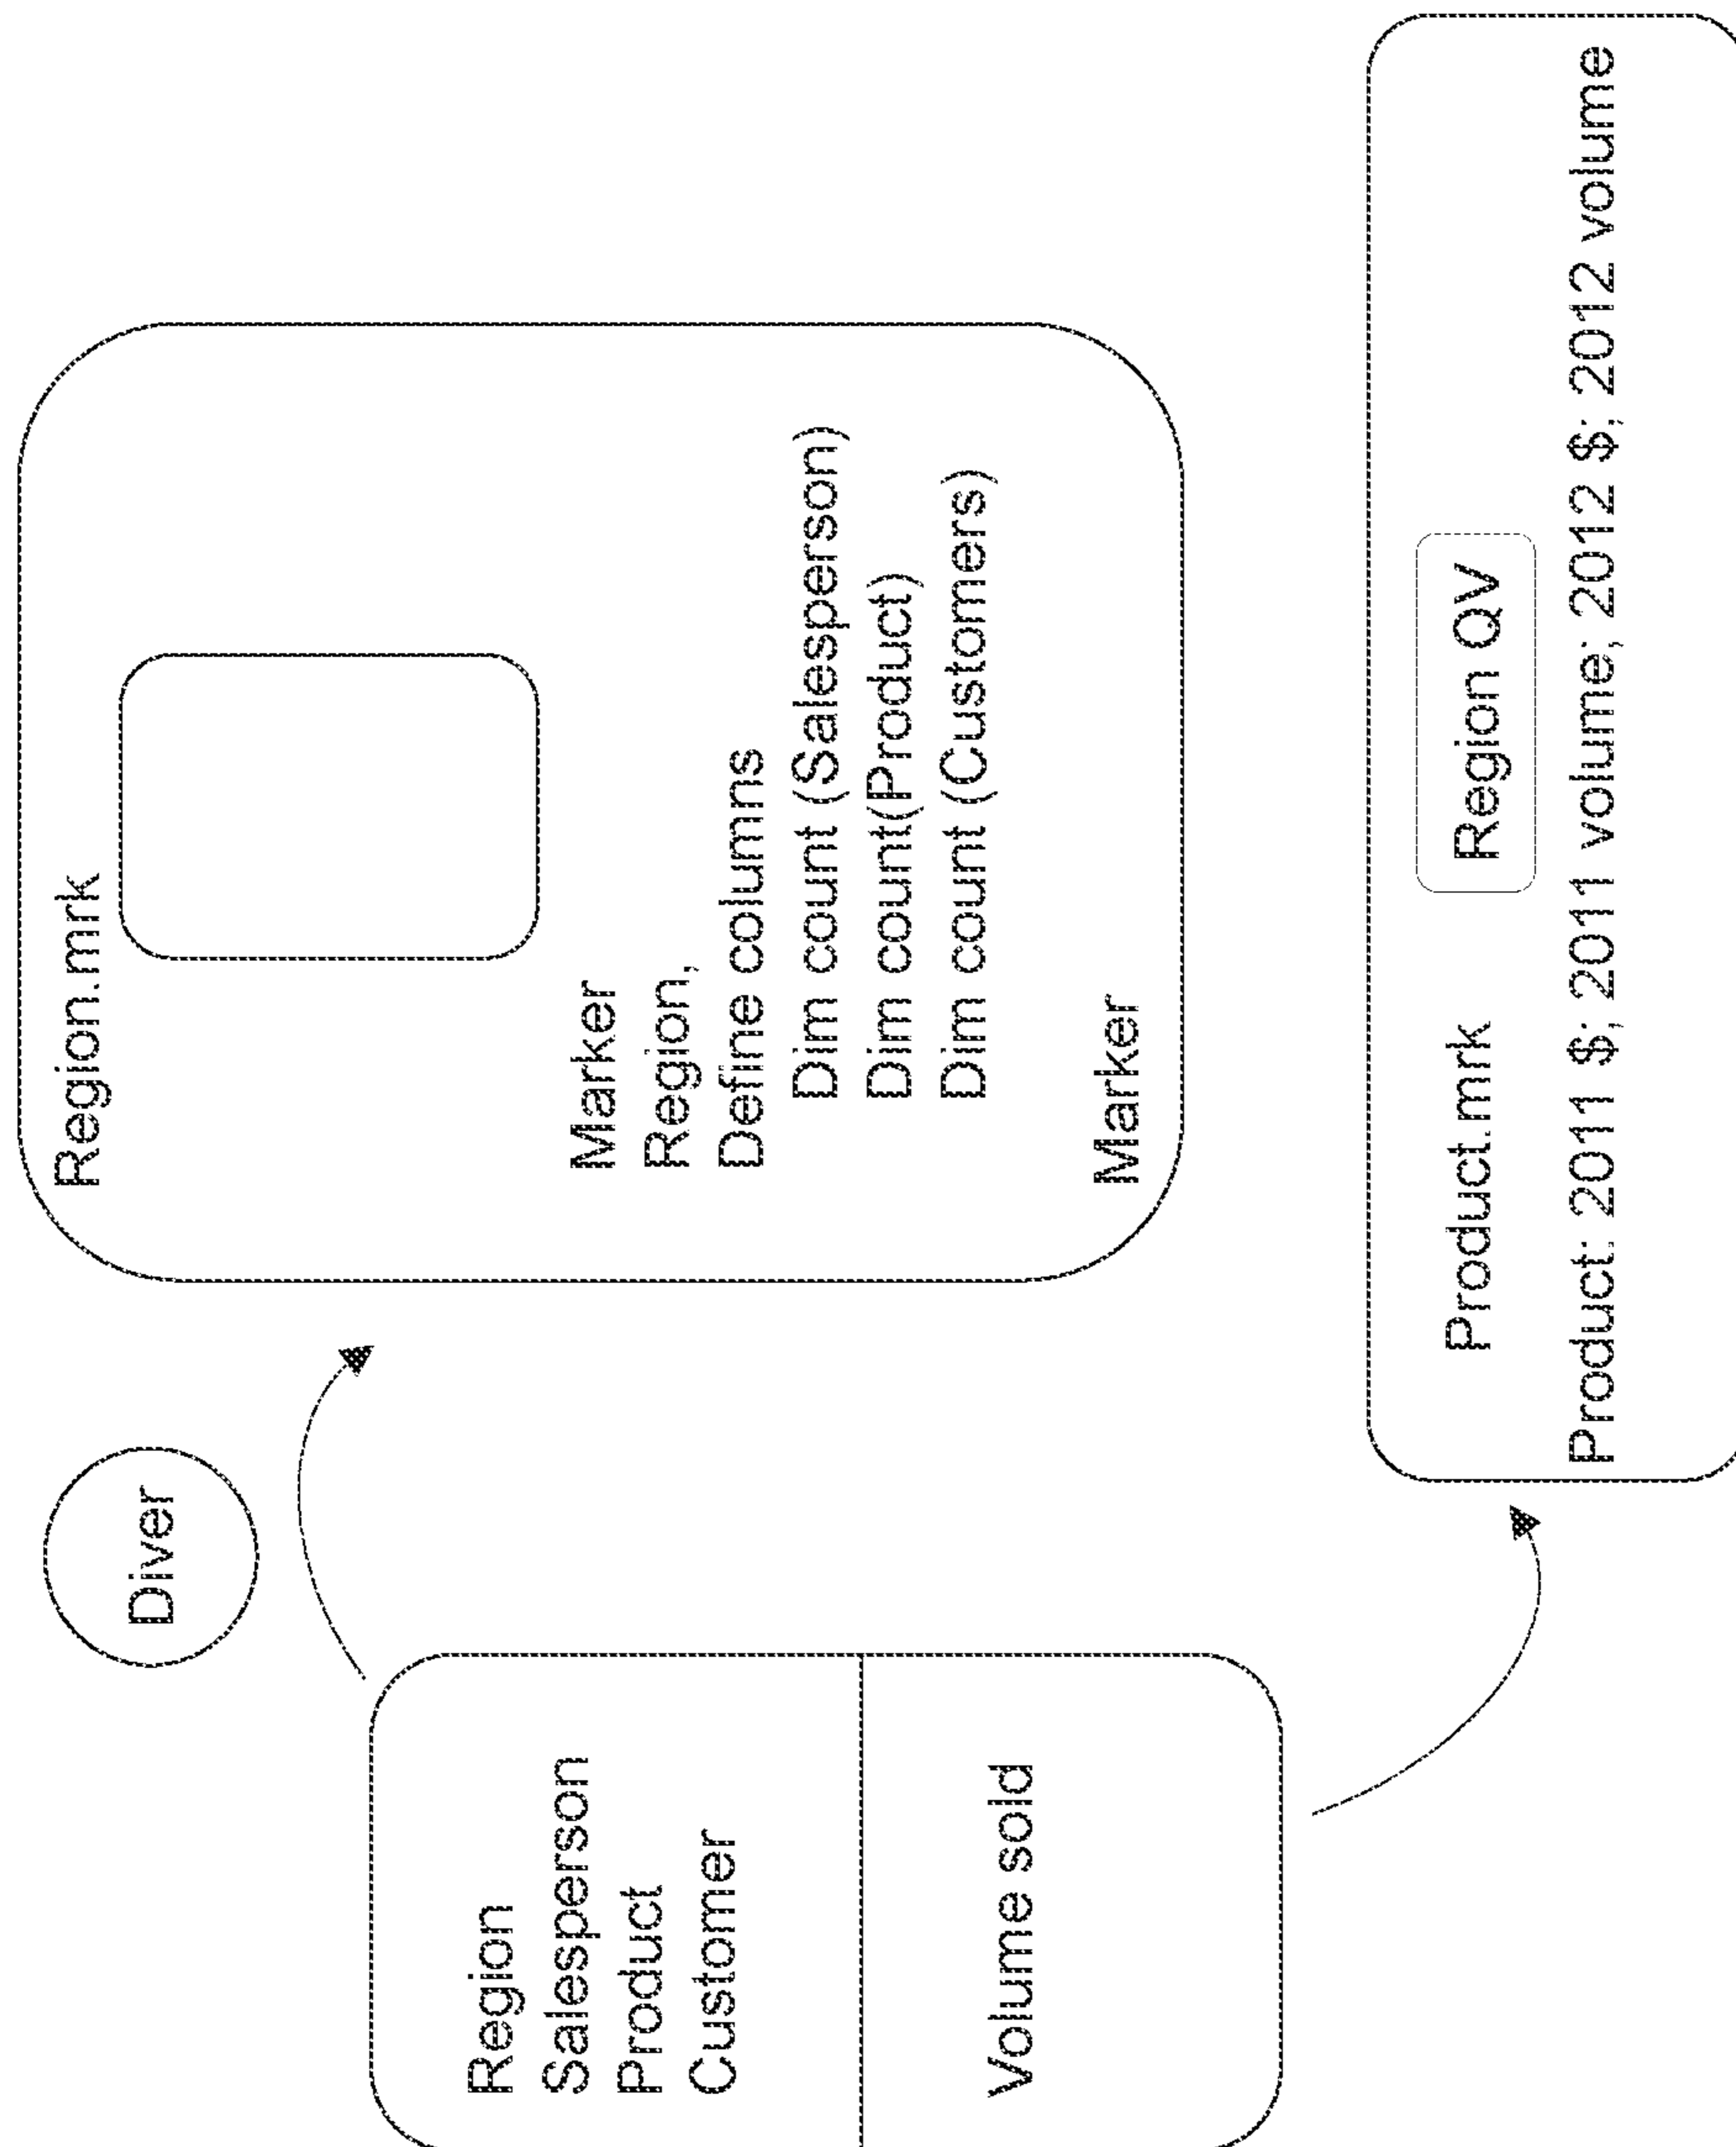 Diver
Region
Salesperson
Product
Customer
Volume sold
Region.mrk
Marker
Region,
Define columns
Dim count (Salesperson)
Dim count(Product)
Dim count (Customers)
Marker
Product.mrk
Region QV
Product: 2011 $; 2011 volume; 2012 $; 2012 volume